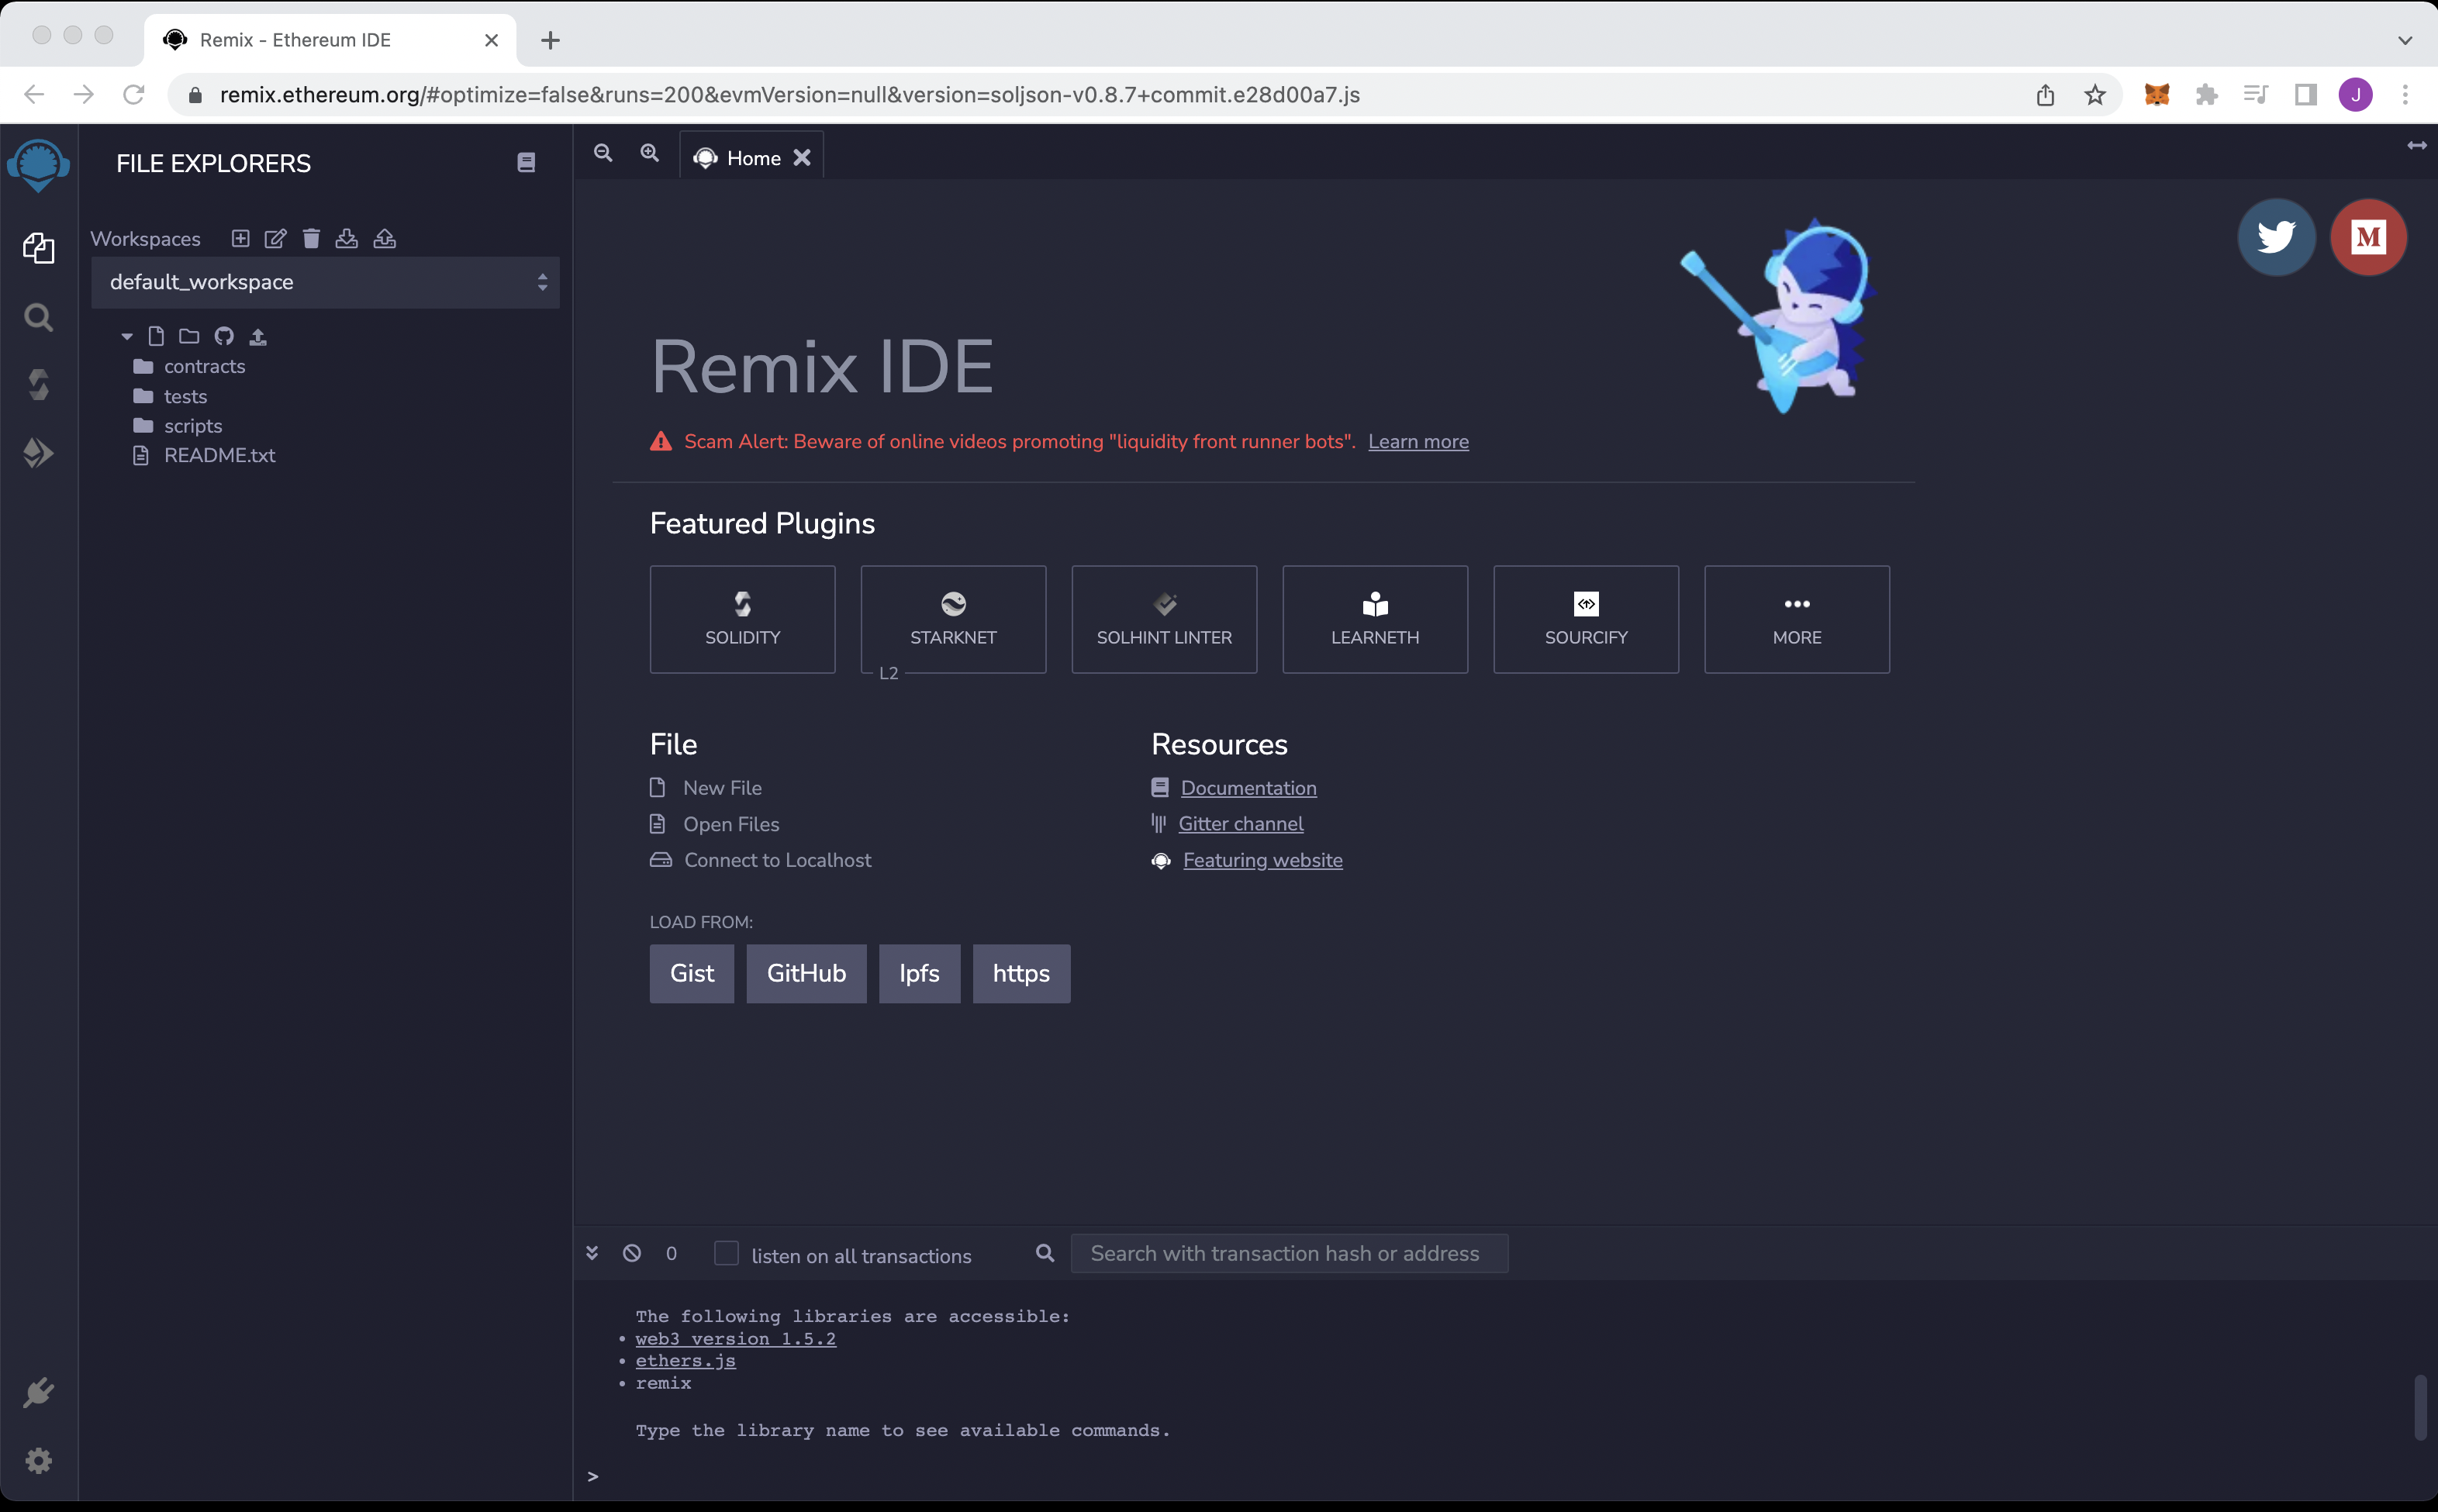 Remix - Ethereum IDE
remix.ethereum.org/#optimize=false&runs=200&evmVersion=null&version=soljson-v0.8.7+commit.e28d00a7.js
J
FILE EXPLORERS
Home
M
Workspaces
default_workspace
contracts
tests
scripts
README.txt
Remix IDE
Scam Alert: Beware of online videos promoting "liquidity front runner bots". Learn more
Featured Plugins
SOLIDITY
STARKNET
L2
SOLHINT LINTER
LEARNETH
SOURCIFY
MORE
File
New File
Open Files
Connect to Localhost
Resources
Documentation
Gitter channel
Featuring website
LOAD FROM:
Gist GitHub Ipfs https
0 listen on all transactions Search with transaction hash or address
The following libraries are accessible:
• web3 version 1.5.2
• ethers.js
• remix
Type the library name to see available commands.
>